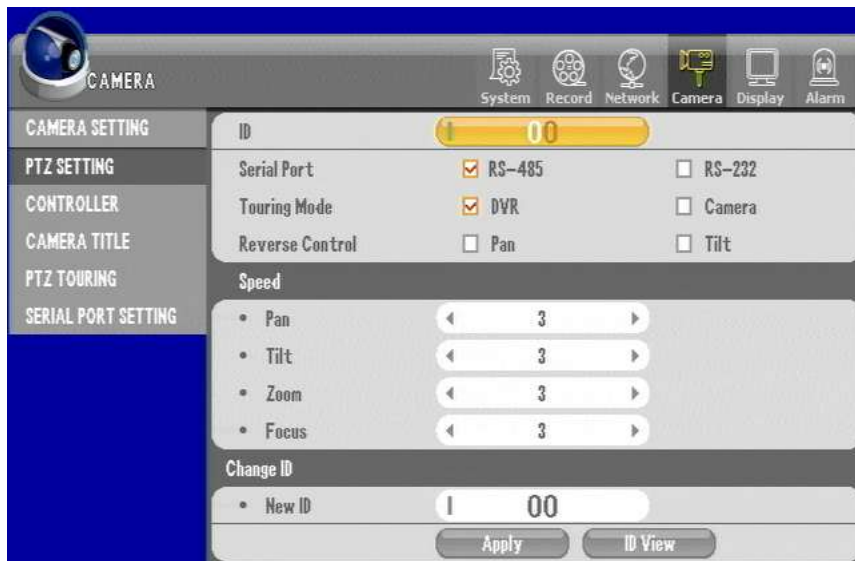 CAMERA
System Record Network Camera Display Alarm
CAMERA SETTING
PTZ SETTING
CONTROLLER
CAMERA TITLE
PTZ TOURING
SERIAL PORT SETTING
ID 00
Serial Port RS-485 RS-232
Touring Mode DVR Camera
Reverse Control Pan Tilt
Speed
• Pan 3
• Tilt 3
• Zoom 3
• Focus 3
Change ID
• New ID 00
Apply ID View